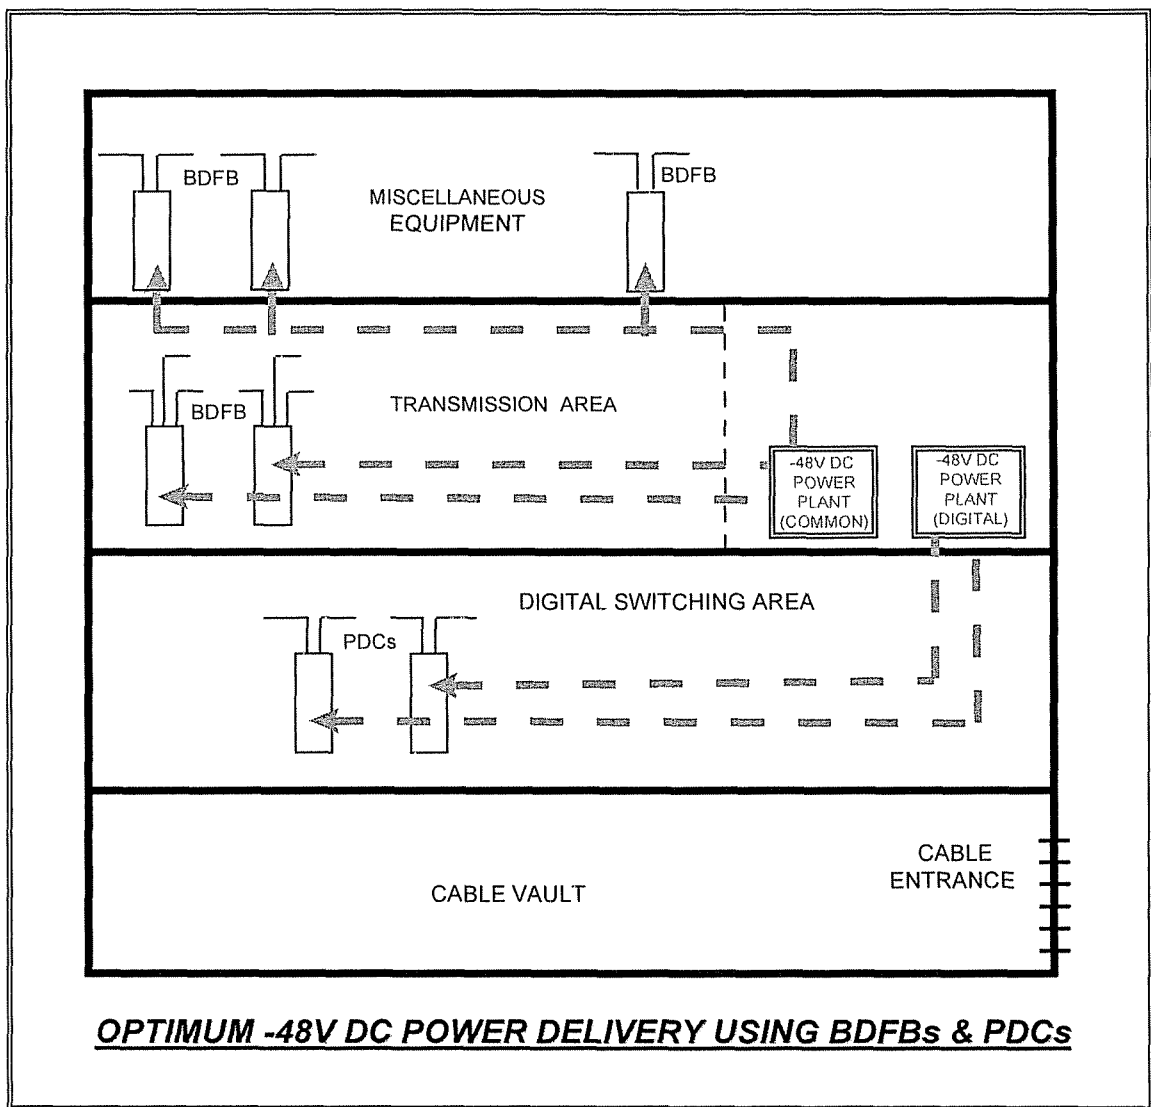 BDFB
BDFB
MISCELLANEOUS
EQUIPMENT
BDFB
TRANSMISSION AREA
-48V DC
POWER
PLANT
(COMMON)
-48V DC
POWER
PLANT
(DIGITAL)
DIGITAL SWITCHING AREA
PDCs
CABLE
ENTRANCE
CABLE VAULT
OPTIMUM -48V DC POWER DELIVERY USING BDFBs & PDCs